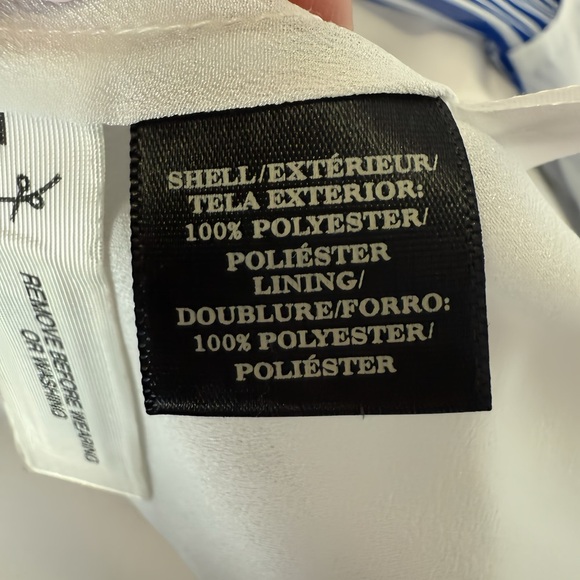 SHELL/EXTÉRIEUR/
TELA EXTERIOR:
100% POLYESTER/
POLIÉSTER
LINING/
DOUBLURE/FORRO:
100% POLYESTER/
POLIÉSTER
REMOVE BEFORE WEARING
OR WASHING